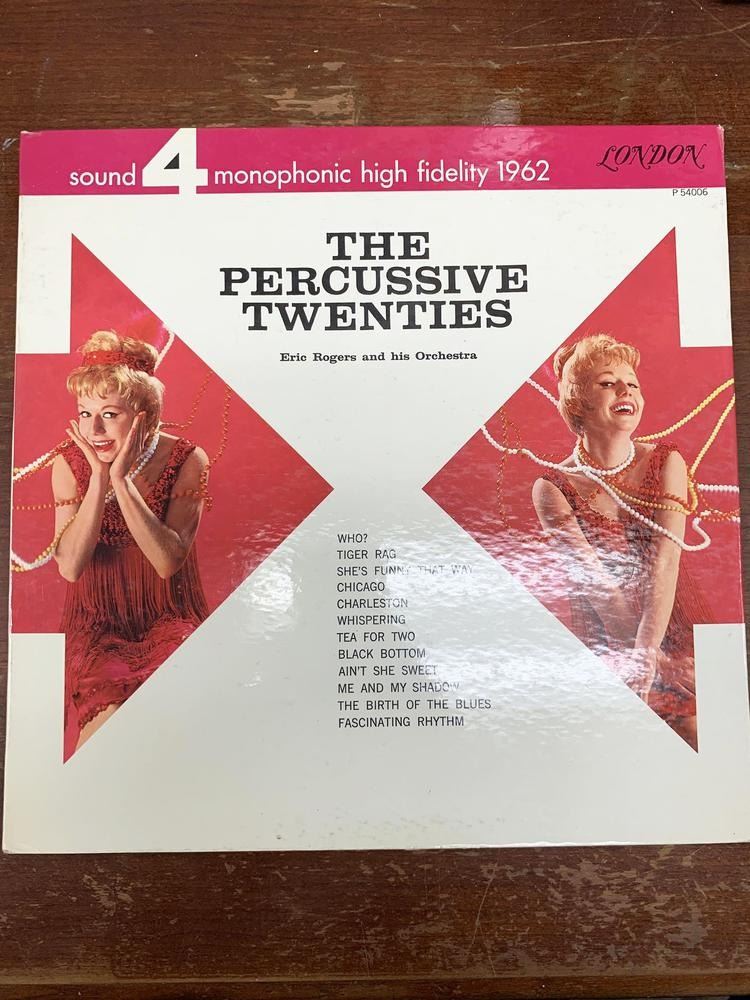 sound 4 monophonic high fidelity 1962
LONDON
P 54006
THE
PERCUSSIVE
TWENTIES
Eric Rogers and his Orchestra
WHO?
TIGER RAG
SHE'S FUNNY THAT WAY
CHICAGO
CHARLESTON
WHISPERING
TEA FOR TWO
BLACK BOTTOM
AIN'T SHE SWEET
ME AND MY SHADOW
THE BIRTH OF THE BLUES
FASCINATING RHYTHM